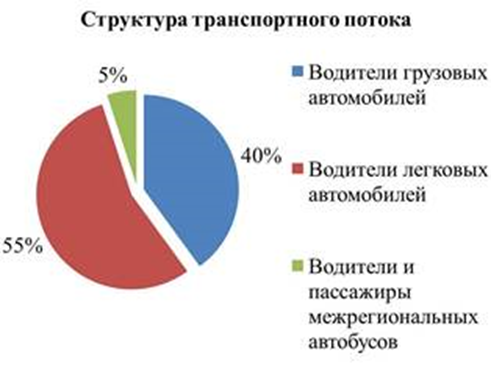 Структура транспортного потока
5%
Водители грузовых
автомобилей
40%
Водители легковых
автомобилей
55%
Водители и
пассажиры
межрегиональных
автобусов